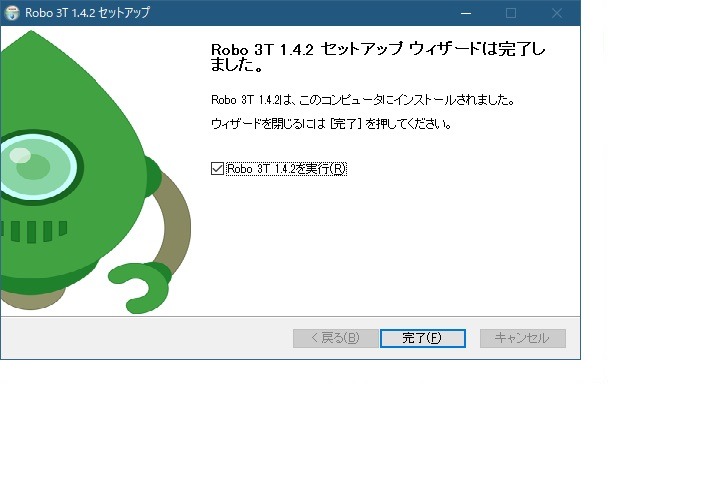 Robo 3T 1.4.2 セットアップ
Robo 3T 1.4.2 セットアップ ウィザードは完了し
ました。
Robo 3T 1.4.2は、このコンピュータにインストールされました。
ウィザードを閉じるには [完了] を押してください。
Robo 3T 1.4.2を実行(R)
< 戻る(B)
完了(F)
キャンセル